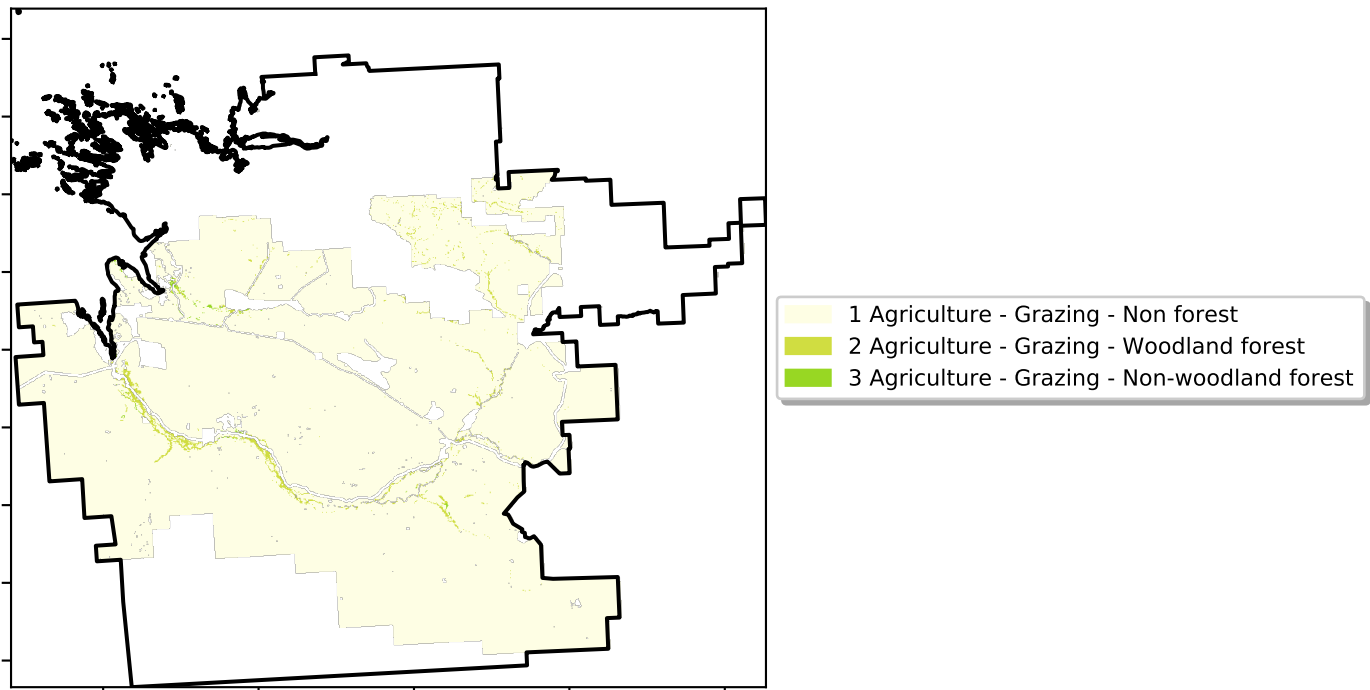 1 Agriculture - Grazing - Non forest
2 Agriculture - Grazing - Woodland forest
3 Agriculture - Grazing - Non-woodland forest